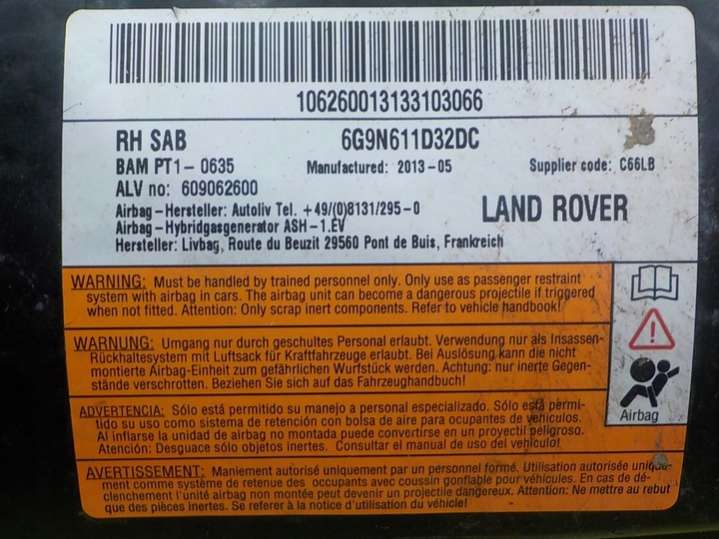 106260013133103066
RH SAB 6G9N611D32DC
BAM PT1-0635 Manufactured: 2013-05 Supplier code: C66LB
ALV no: 609062600
Airbag-Hersteller: Autoliv Tel. +49/(0)8131/295-0
Airbag-Hybridgasgenerator ASH-1.EV
LAND ROVER
Hersteller: Livbag, Route du Beuzit 29560 Pont de Buis, Frankreich
WARNING: Must be handled by trained personnel only. Only use as passenger restraint
system with airbag in cars. The airbag unit can become a dangerous projectile if triggered
when not fitted. Attention: Only scrap inert components. Refer to vehicle handbook!
WARNUNG: Umgang nur durch geschultes Personal erlaubt. Verwendung nur als Insassen-
Rückhaltesystem mit Luftsack für Kraftfahrzeuge erlaubt. Bei Auslösung kann die nicht
montierte Airbag-Einheit zum gefährlichen Wurfstück werden. Achtung: nur inerte Gegen-
stände verschrotten. Beziehen Sie sich auf das Fahrzeughandbuch!
ADVERTENCIA: Sólo está permitido su manejo a personal especializado. Sólo está permi-
tido su uso como sistema de retención con bolsa de aire para ocupantes de vehículos.
Al inflarse la unidad de airbag no montada puede convertirse en un proyectil peligroso.
Atención: Desguace sólo objetos inertes. Consultar el manual de uso del vehículo!
AVERTISSEMENT: Maniement autorisé uniquement par un personnel formé. Utilisation autorisée unique-
ment comme système de retenue des occupants avec coussin gonflable pour véhicules. En cas de dé-
clenchement l'unité airbag non montée peut devenir un projectile dangereux. Attention: Ne mettre au rebut
que des pièces inertes. Se referer à la notice d'utilisation du véhicule!
Airbag